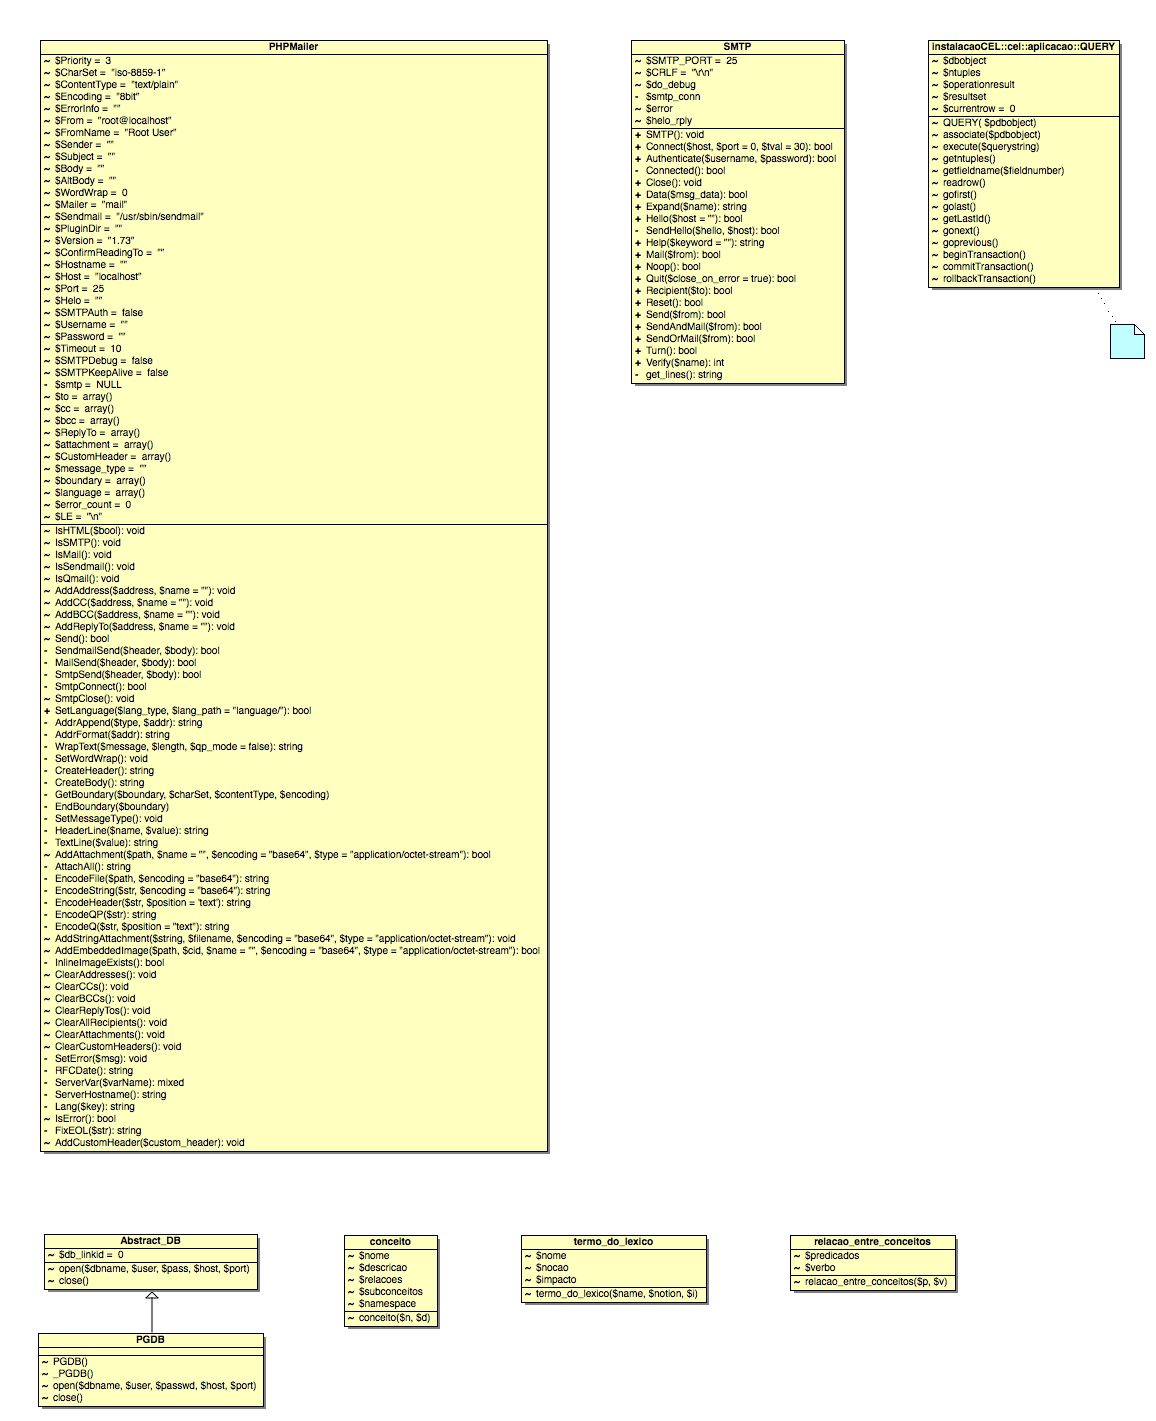 PHPMailer
~ $Priority = 3
~ $CharSet = "iso-8859-1"
~ $ContentType = "text/plain"
~ $Encoding = "8bit"
~ $ErrorInfo = ""
~ $From = "root@localhost"
~ $FromName = "Root User"
~ $Sender = ""
~ $Subject = ""
~ $Body = ""
~ $AltBody = ""
~ $WordWrap = 0
~ $Mailer = "mail"
~ $Sendmail = "/usr/sbin/sendmail"
~ $PluginDir = ""
~ $Version = "1.73"
~ $ConfirmReadingTo = ""
~ $Hostname = ""
~ $Host = "localhost"
~ $Port = 25
~ $Helo = ""
~ $SMTPAuth = false
~ $Username = ""
~ $Password = ""
~ $Timeout = 10
~ $SMTPDebug = false
~ $SMTPKeepAlive = false
- $smtp = NULL
~ $to = array()
~ $cc = array()
~ $bcc = array()
~ $ReplyTo = array()
~ $attachment = array()
~ $CustomHeader = array()
~ $message_type = ""
~ $boundary = array()
~ $language = array()
~ $error_count = 0
~ $LE = "\n"
~ IsHTML($bool): void
~ IsSMTP(): void
~ IsMail(): void
~ IsSendmail(): void
~ IsQmail(): void
~ AddAddress($address, $name = ""): void
~ AddCC($address, $name = ""): void
~ AddBCC($address, $name = ""): void
~ AddReplyTo($address, $name = ""): void
~ Send(): bool
- SendmailSend($header, $body): bool
- MailSend($header, $body): bool
- SmtpSend($header, $body): bool
- SmtpConnect(): bool
~ SmtpClose(): void
+ SetLanguage($lang_type, $lang_path = "language/"): bool
- AddrAppend($type, $addr): string
- AddrFormat($addr): string
- WrapText($message, $length, $qp_mode = false): string
- SetWordWrap(): void
- CreateHeader(): string
- CreateBody(): string
- GetBoundary($boundary, $charSet, $contentType, $encoding)
- EndBoundary($boundary)
- SetMessageType(): void
- HeaderLine($name, $value): string
- TextLine($value): string
~ AddAttachment($path, $name = "", $encoding = "base64", $type = "application/octet-stream"): bool
- AttachAll(): string
- EncodeFile($path, $encoding = "base64"): string
- EncodeString($str, $encoding = "base64"): string
- EncodeHeader($str, $position = 'text'): string
- EncodeQP($str): string
- EncodeQ($str, $position = "text"): string
~ AddStringAttachment($string, $filename, $encoding = "base64", $type = "application/octet-stream"): void
~ AddEmbeddedImage($path, $cid, $name = "", $encoding = "base64", $type = "application/octet-stream"): bool
- InlineImageExists(): bool
~ ClearAddresses(): void
~ ClearCCs(): void
~ ClearBCCs(): void
~ ClearReplyTos(): void
~ ClearAllRecipients(): void
~ ClearAttachments(): void
~ ClearCustomHeaders(): void
- SetError($msg): void
- RFCDate(): string
- ServerVar($varName): mixed
- ServerHostname(): string
- Lang($key): string
~ IsError(): bool
- FixEOL($str): string
~ AddCustomHeader($custom_header): void
SMTP
~ $SMTP_PORT = 25
~ $CRLF = "\r\n"
~ $do_debug
- $smtp_conn
~ $error
~ $helo_rply
+ SMTP(): void
+ Connect($host, $port = 0, $tval = 30): bool
+ Authenticate($username, $password): bool
- Connected(): bool
+ Close(): void
+ Data($msg_data): bool
+ Expand($name): string
+ Hello($host = ""): bool
- SendHello($hello, $host): bool
+ Help($keyword = ""): string
+ Mail($from): bool
+ Noop(): bool
+ Quit($close_on_error = true): bool
+ Recipient($to): bool
+ Reset(): bool
+ Send($from): bool
+ SendAndMail($from): bool
+ SendOrMail($from): bool
+ Turn(): bool
+ Verify($name): int
- get_lines(): string
instalacaoCEL::cel::aplicacao::QUERY
~ $dbobject
~ $ntuples
~ $operationresult
~ $resultset
~ $currentrow = 0
~ QUERY( $pdbobject)
~ associate($pdbobject)
~ execute($querystring)
~ getntuples()
~ getfieldname($fieldnumber)
~ readrow()
~ gofirst()
~ golast()
~ getLastId()
~ gonext()
~ goprevious()
~ beginTransaction()
~ commitTransaction()
~ rollbackTransaction()
Abstract_DB
~ $db_linkid = 0
~ open($dbname, $user, $pass, $host, $port)
~ close()
PGDB
~ PGDB()
~ _PGDB()
~ open($dbname, $user, $passwd, $host, $port)
~ close()
conceito
~ $nome
~ $descricao
~ $relacoes
~ $subconceitos
~ $namespace
~ conceito($n, $d)
termo_do_lexico
~ $nome
~ $nocao
~ $impacto
~ termo_do_lexico($name, $notion, $i)
relacao_entre_conceitos
~ $predicados
~ $verbo
~ relacao_entre_conceitos($p, $v)